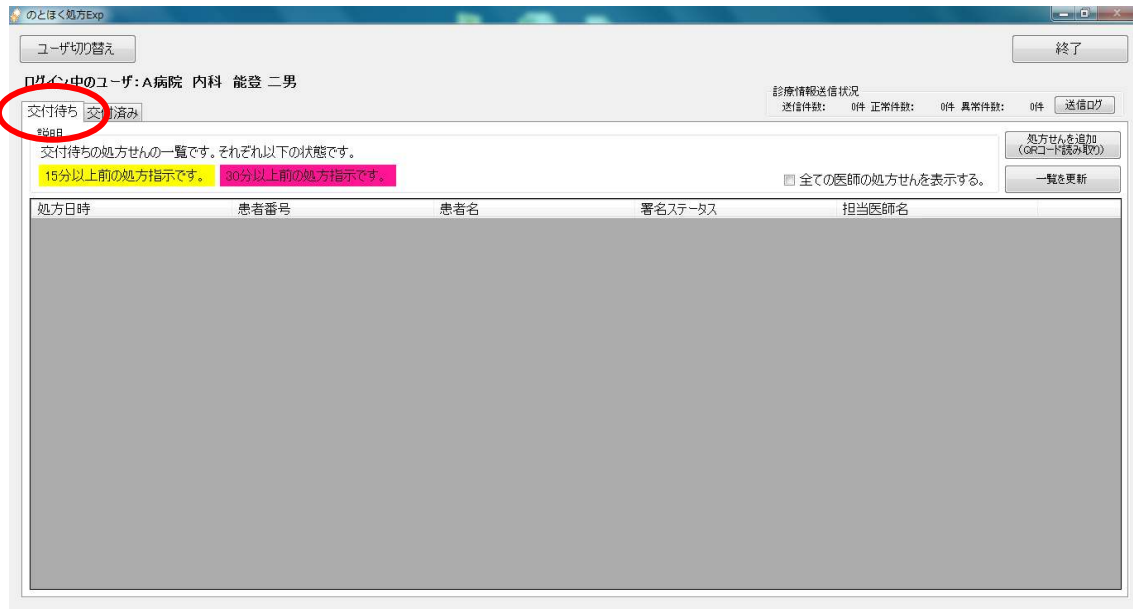 のとほく処方Exp
ユーザ切り替え
終了
ログイン中のユーザ：A病院 内科 能登 二男
診療情報送信状況
送信件数： 0件 正常件数： 0件 異常件数： 0件 送信ログ
交付待ち 交付済み
説明
処方せんを追加
（QRコード読み取り）
交付待ちの処方せんの一覧です。それぞれ以下の状態です。
15分以上前の処方指示です。 30分以上前の処方指示です。
全ての医師の処方せんを表示する。 一覧を更新
処方日時 患者番号 患者名 署名ステータス 担当医師名